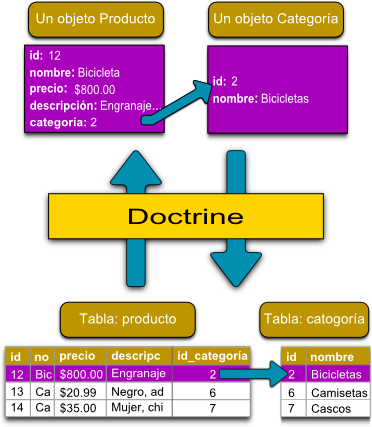 Un objeto Producto
Un objeto Categoría
id: 12
nombre: Bicicleta
precio: $800.00
descripción: Engranaje...
categoría: 2
id: 2
nombre: Bicicletas
Doctrine
Tabla: producto
Tabla: catogoría
id no precio descripc id_categoría
12 Bic $800.00 Engranaje 2
13 Ca $20.99 Negro, ad 6
14 Ca $35.00 Mujer, chi 7
id nombre
2 Bicicletas
6 Camisetas
7 Cascos